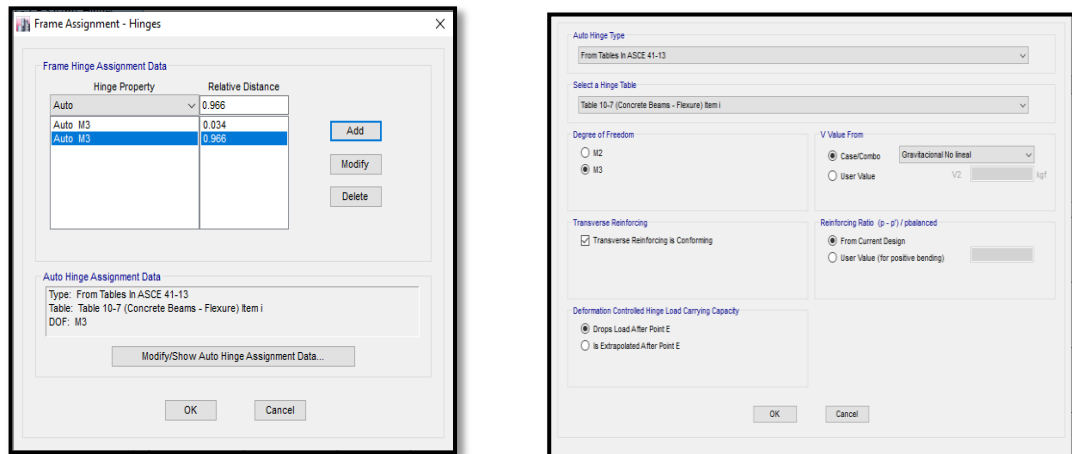 Frame Assignment - Hinges
Frame Hinge Assignment Data
Hinge Property Relative Distance
Auto 0.966
Auto M3 0.034
Auto M3 0.966
Add
Modify
Delete
Auto Hinge Assignment Data
Type: From Tables In ASCE 41-13
Table: Table 10-7 (Concrete Beams - Flexure) Item i
DOF: M3
Modify/Show Auto Hinge Assignment Data...
OK Cancel
Auto Hinge Type
From Tables In ASCE 41-13
Select a Hinge Table
Table 10-7 (Concrete Beams - Flexure) Item i
Degree of Freedom
M2
M3
V Value From
Case/Combo Gravitacional No lineal
User Value V2 kgf
Transverse Reinforcing
Transverse Reinforcing is Conforming
Reinforcing Ratio (p - p') / pbalanced
From Current Design
User Value (for positive bending)
Deformation Controlled Hinge Load Carrying Capacity
Drops Load After Point E
Is Extrapolated After Point E
OK Cancel